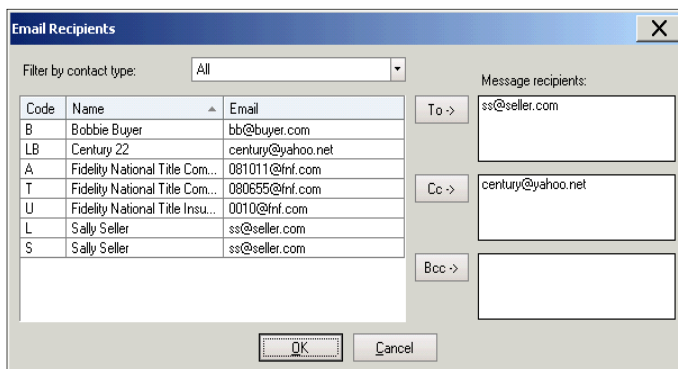 Email Recipients
X
Filter by contact type: All
Message recipients:
Code Name Email
B Bobbie Buyer bb@buyer.com
LB Century 22 century@yahoo.net
A Fidelity National Title Com... 081011@fnf.com
T Fidelity National Title Com... 080655@fnf.com
U Fidelity National Title Insu... 0010@fnf.com
L Sally Seller ss@seller.com
S Sally Seller ss@seller.com
To ->
ss@seller.com
Cc ->
century@yahoo.net
Bcc ->
OK Cancel